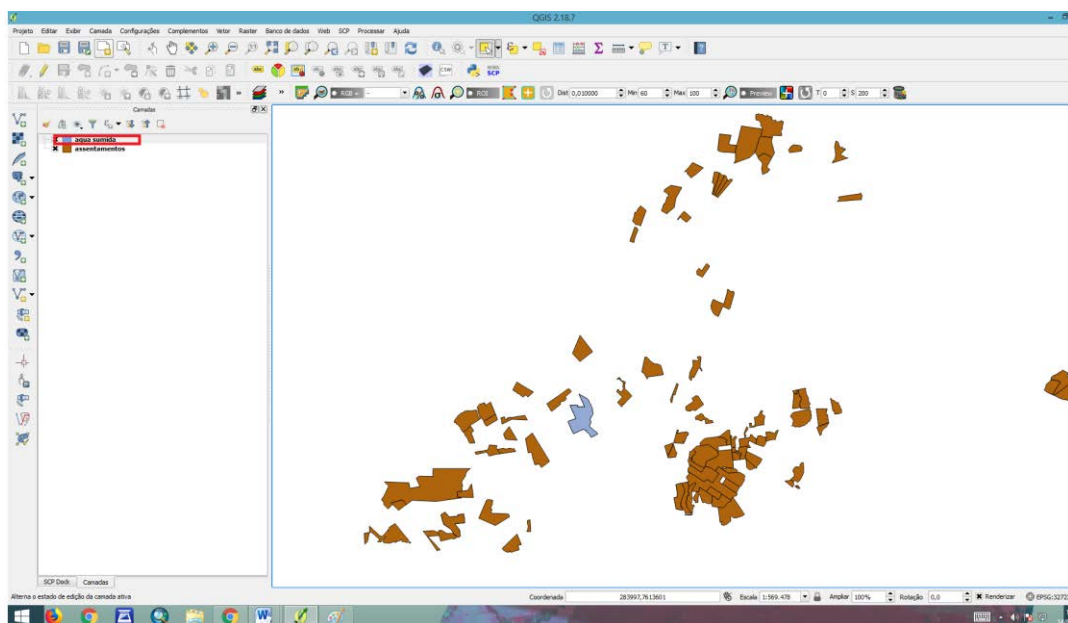 QGIS 2.18.7
Projeto Editar Exibir Camada Configurações Complementos Vetor Raster Banco de dados Web SCP Processar Ajuda
SCP
RGB = - ROI Dist 0,010000 Min 60 Max 100 Preview T 0 S 200
Camadas
agua sumida
assentamentos
SCP Dock Camadas
Alterna o estado de edição da camada ativa Coordenada 283997,7613601 Escala 1:569.478 Ampliar 100% Rotação 0,0 Renderizar